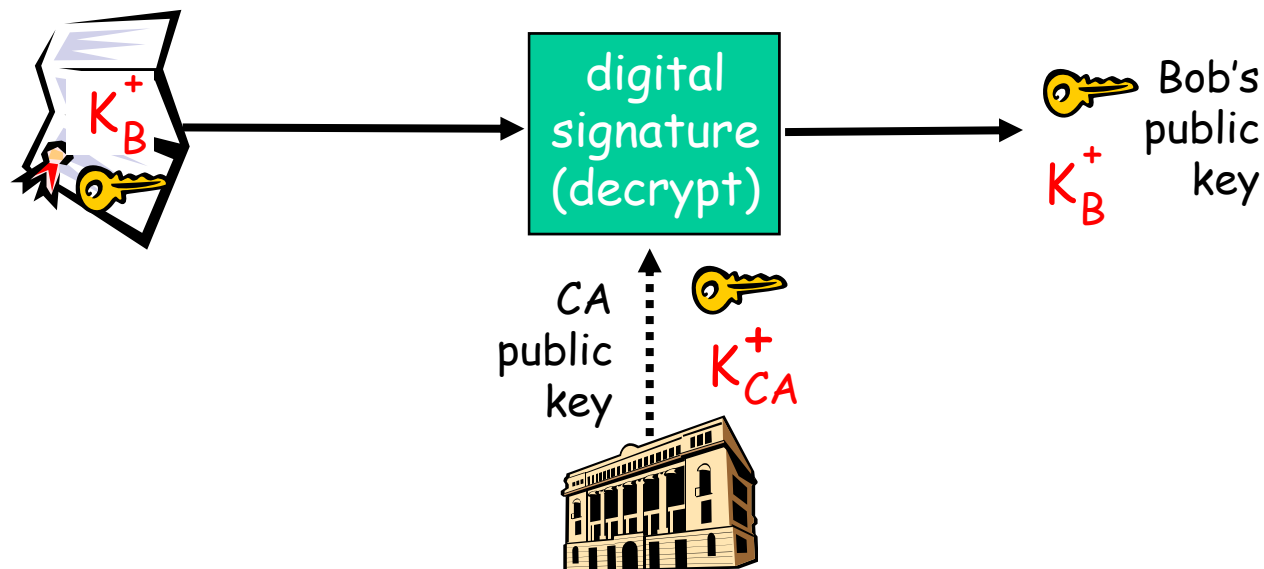 K_B^+
digital
signature
(decrypt)
Bob's
public
key
K_B^+
CA
public
key
K_CA^+